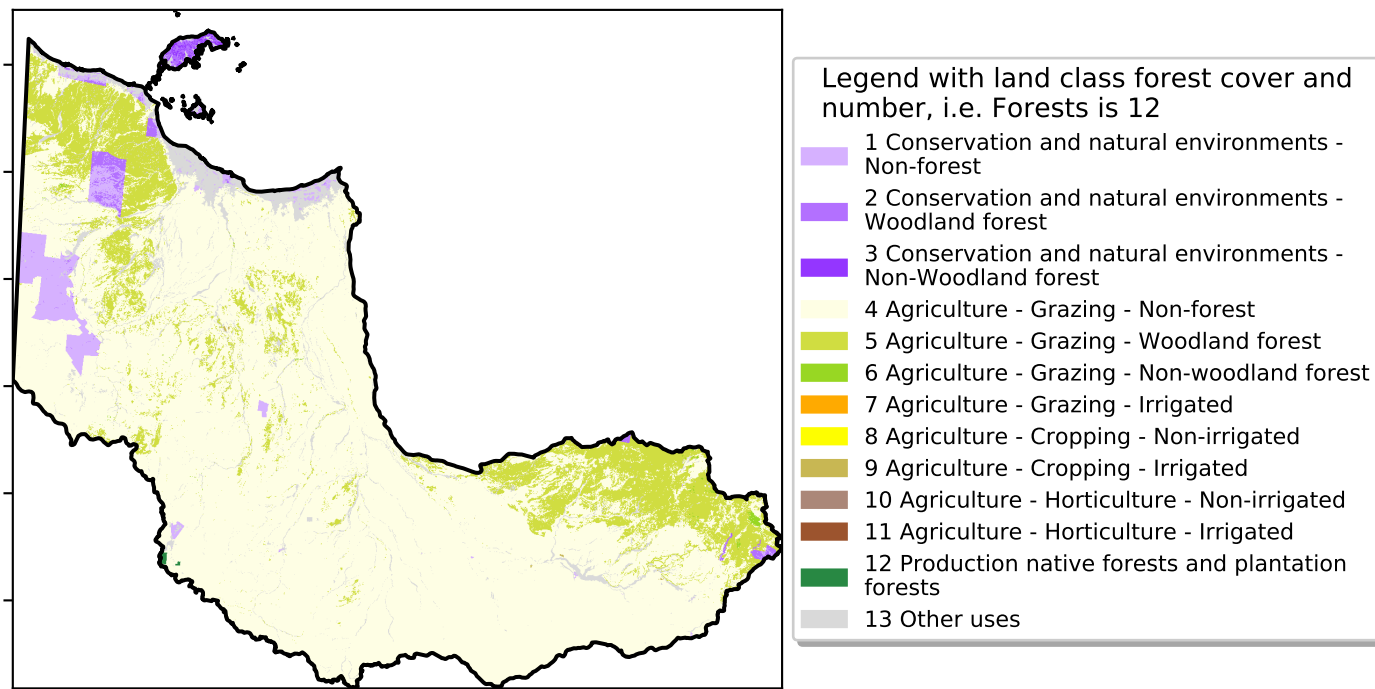 Legend with land class forest cover and
number, i.e. Forests is 12
1 Conservation and natural environments -
Non-forest
2 Conservation and natural environments -
Woodland forest
3 Conservation and natural environments -
Non-Woodland forest
4 Agriculture - Grazing - Non-forest
5 Agriculture - Grazing - Woodland forest
6 Agriculture - Grazing - Non-woodland forest
7 Agriculture - Grazing - Irrigated
8 Agriculture - Cropping - Non-irrigated
9 Agriculture - Cropping - Irrigated
10 Agriculture - Horticulture - Non-irrigated
11 Agriculture - Horticulture - Irrigated
12 Production native forests and plantation
forests
13 Other uses